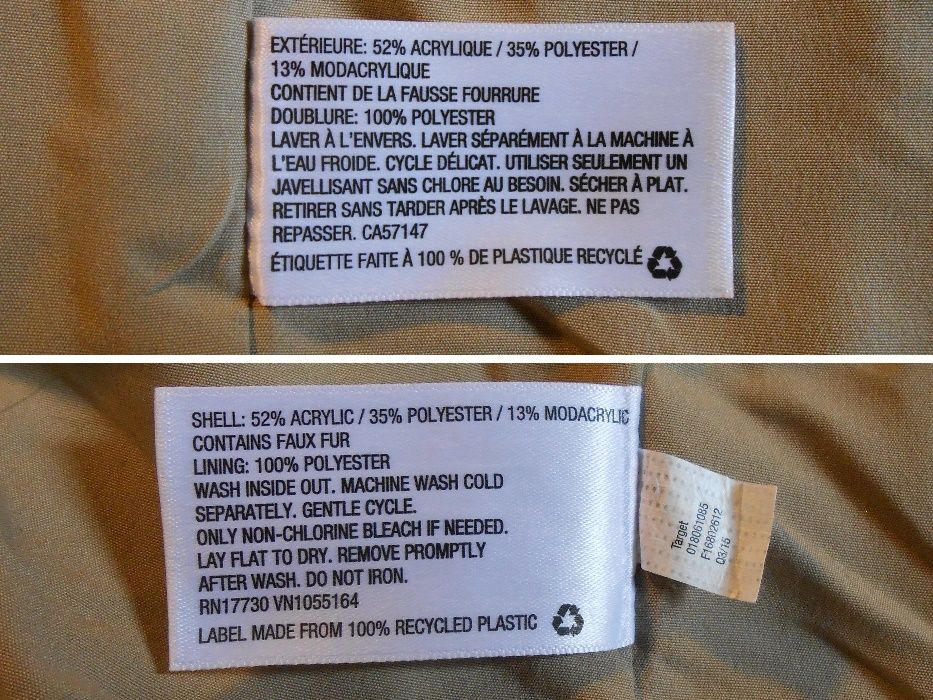 EXTÉRIEURE: 52% ACRYLIQUE / 35% POLYESTER /
13% MODACRYLIQUE
CONTIENT DE LA FAUSSE FOURRURE
DOUBLURE: 100% POLYESTER
LAVER À L'ENVERS. LAVER SÉPARÉMENT À LA MACHINE À
L'EAU FROIDE. CYCLE DÉLICAT. UTILISER SEULEMENT UN
JAVELLISANT SANS CHLORE AU BESOIN. SÉCHER À PLAT.
RETIRER SANS TARDER APRÈS LE LAVAGE. NE PAS
REPASSER. CA57147
ÉTIQUETTE FAITE À 100 % DE PLASTIQUE RECYCLÉ
SHELL: 52% ACRYLIC / 35% POLYESTER / 13% MODACRYLIC
CONTAINS FAUX FUR
LINING: 100% POLYESTER
WASH INSIDE OUT. MACHINE WASH COLD
SEPARATELY. GENTLE CYCLE.
ONLY NON-CHLORINE BLEACH IF NEEDED.
LAY FLAT TO DRY. REMOVE PROMPTLY
AFTER WASH. DO NOT IRON.
RN17730 VN1055164
LABEL MADE FROM 100% RECYCLED PLASTIC
Target
018061085
F16802612
Q3/15